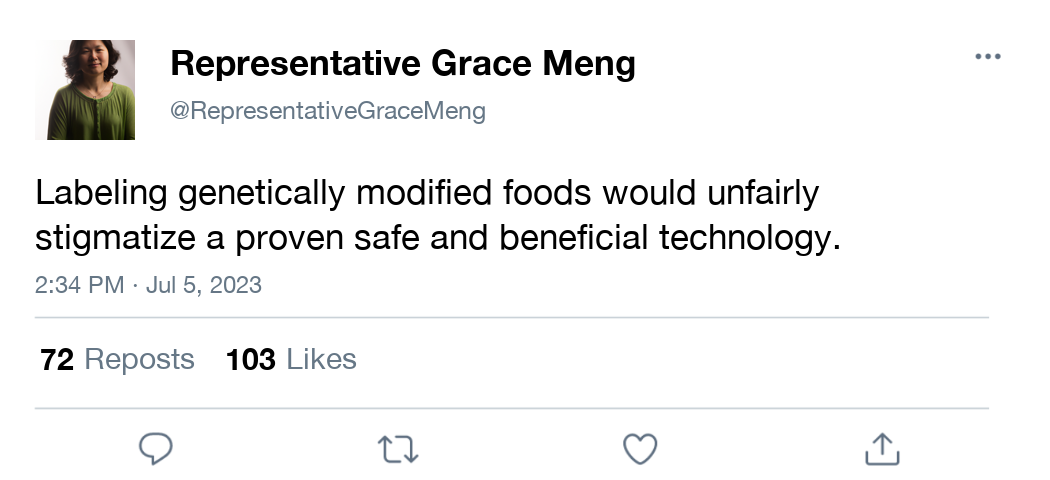 Representative Grace Meng
@RepresentativeGraceMeng
Labeling genetically modified foods would unfairly
stigmatize a proven safe and beneficial technology.
2:34 PM · Jul 5, 2023
72 Reposts 103 Likes